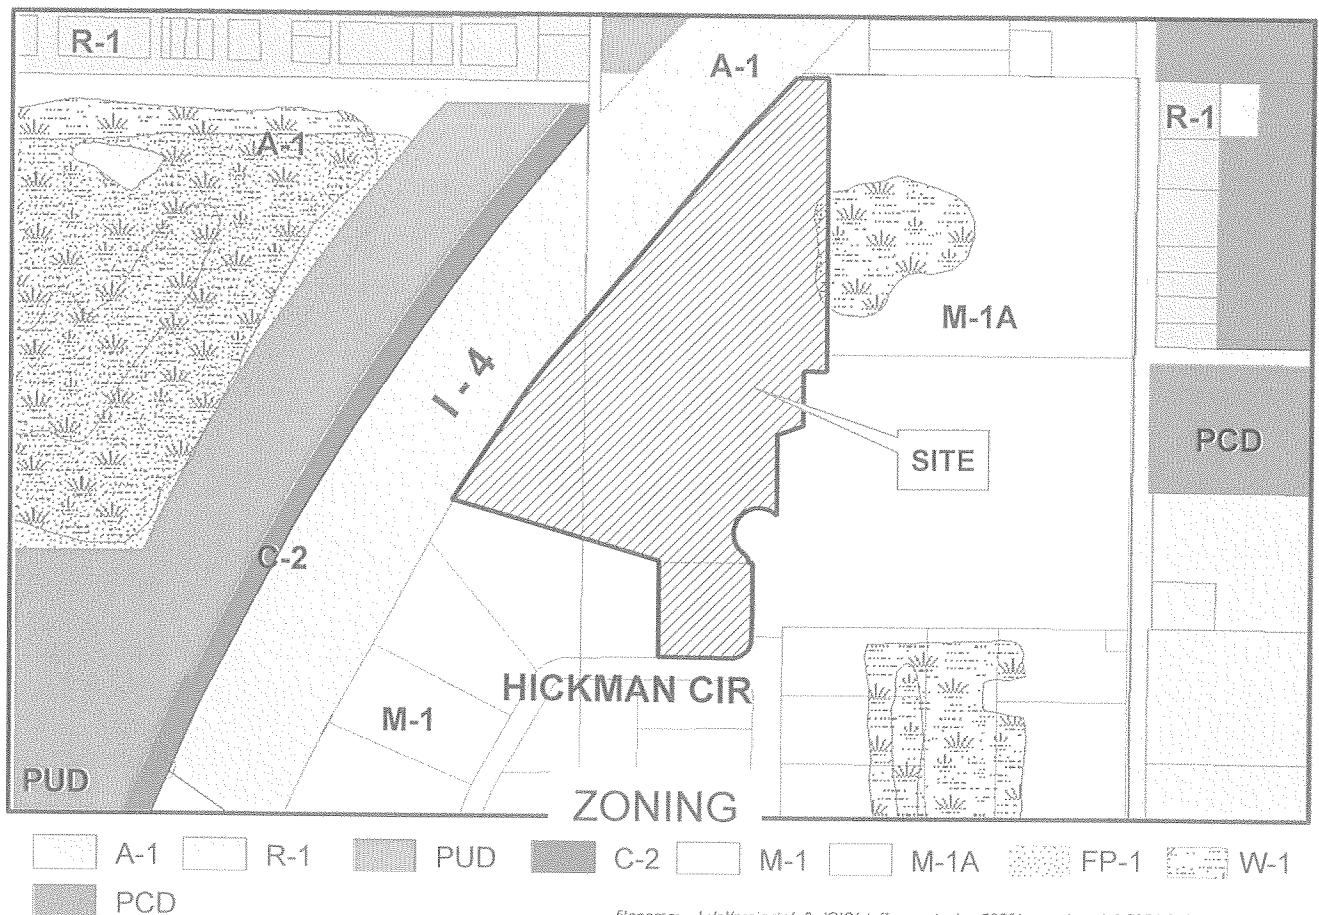 R-1
A-1
R-1
A-1
M-1A
I-4
PCD
SITE
C-2
HICKMAN CIR
M-1
PUD
ZONING
A-1 R-1 PUD C-2 M-1 M-1A FP-1 W-1
PCD